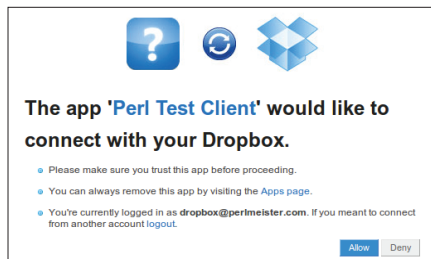 The app 'Perl Test Client' would like to
connect with your Dropbox.
Please make sure you trust this app before proceeding.
You can always remove this app by visiting the Apps page.
You're currently logged in as dropbox@perlmeister.com. If you meant to connect
from another account logout.
Allow Deny